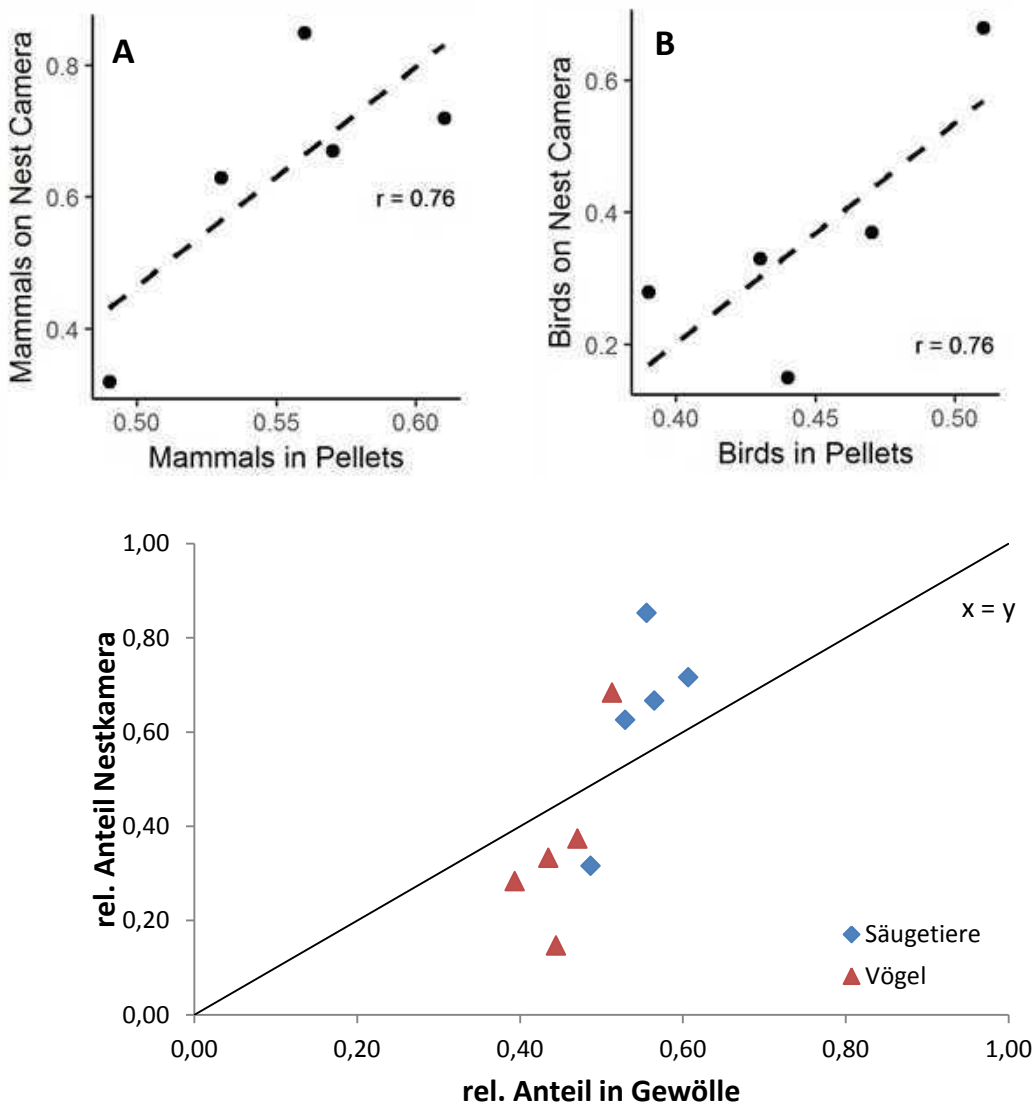 A
Mammals on Nest Camera
0.8
0.6
0.4
r = 0.76
0.50
0.55
0.60
Mammals in Pellets
B
Birds on Nest Camera
0.6
0.4
0.2
r = 0.76
0.40
0.45
0.50
Birds in Pellets
rel. Anteil Nestkamera
1,00
0,80
0,60
0,40
0,20
0,00
x = y
Säugetiere
Vögel
0,00
0,20
0,40
0,60
0,80
1,00
rel. Anteil in Gewölle